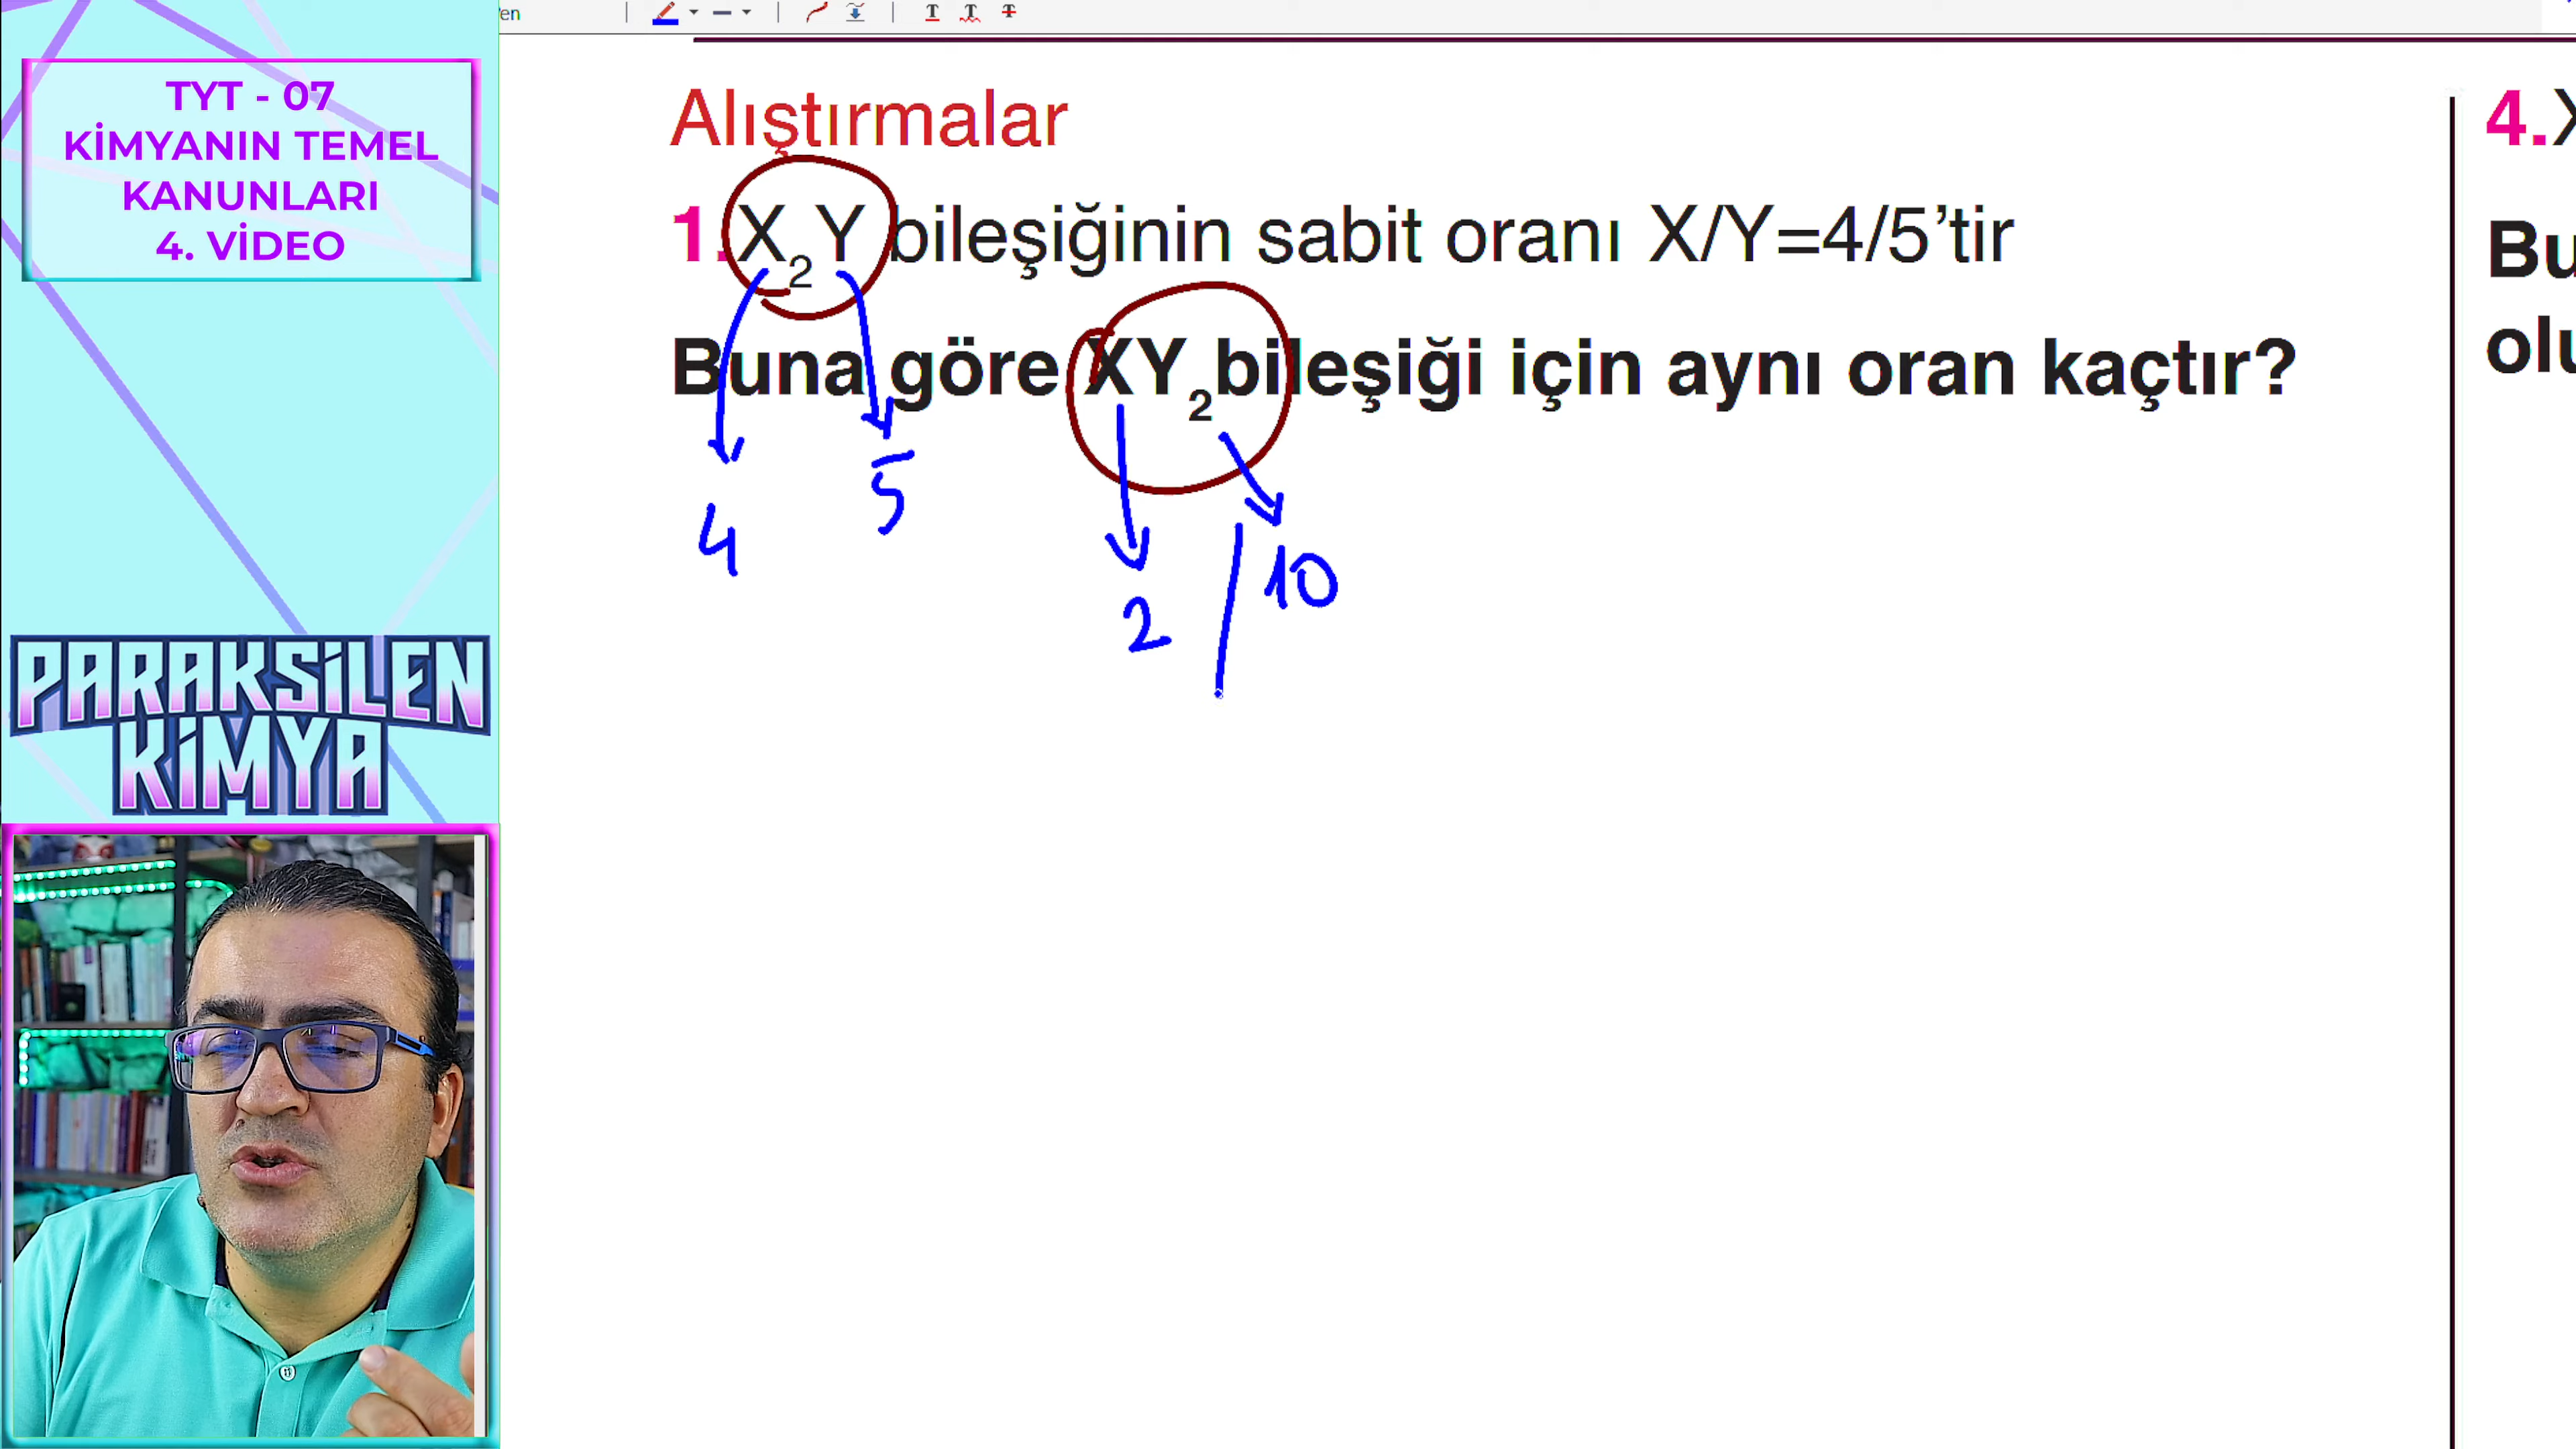 en
TYT - 07
KİMYANIN TEMEL
KANUNLARI
4. VİDEO
PARAKSİLEN
KİMYA
Alıştırmalar
1. X₂Y bileşiğinin sabit oranı X/Y=4/5'tir
Buna göre XY₂ bileşiği için aynı oran kaçtır?
4 5
2 / 10
4. X
Bu
olu